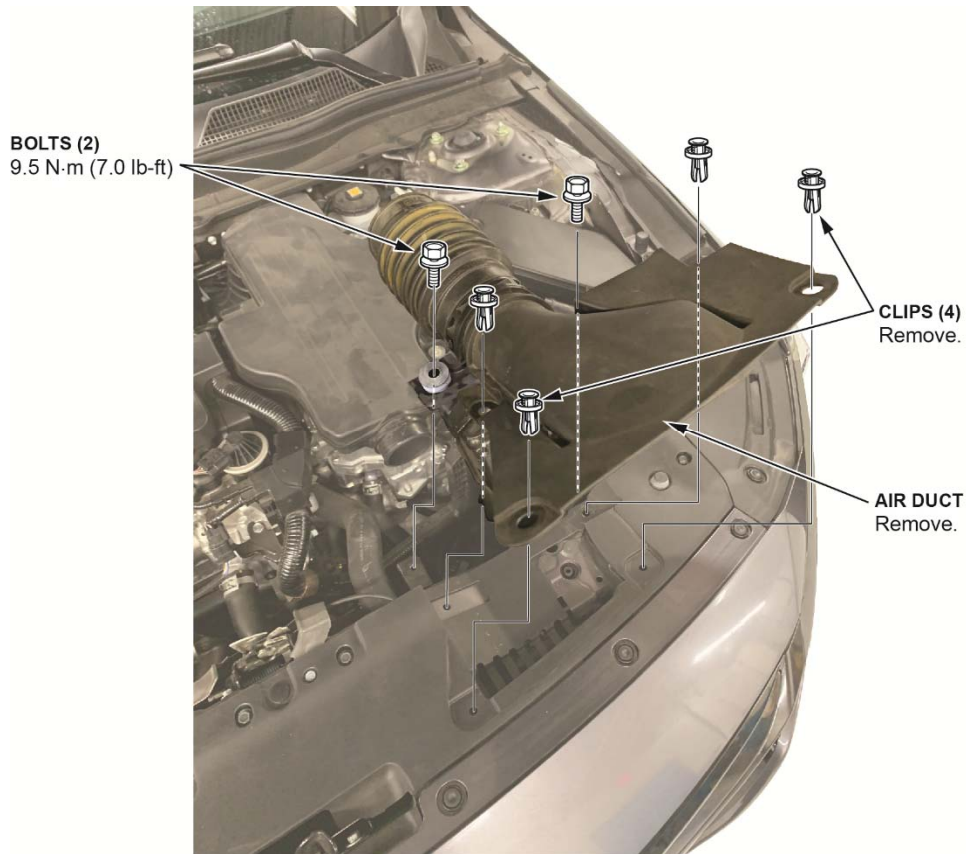 BOLTS (2)
9.5 N·m (7.0 lb-ft)
CLIPS (4)
Remove.
AIR DUCT
Remove.